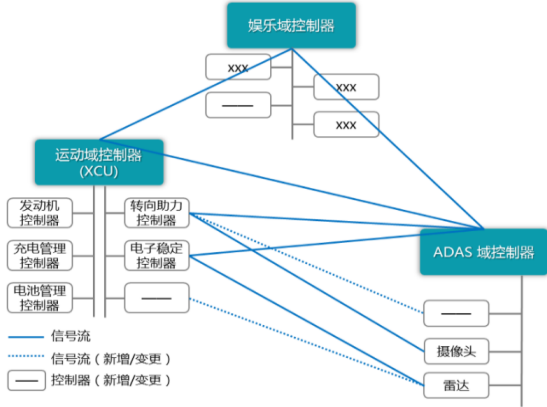 娱乐域控制器
xxx
xxx
——
xxx
运动域控制器
(XCU)
发动机
控制器
转向助力
控制器
充电管理
控制器
电子稳定
控制器
电池管理
控制器
——
ADAS 域控制器
——
摄像头
雷达
信号流
信号流（新增/变更）
—— 控制器（新增/变更）